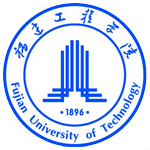 福建工程学院
1896
Fujian University of Technology